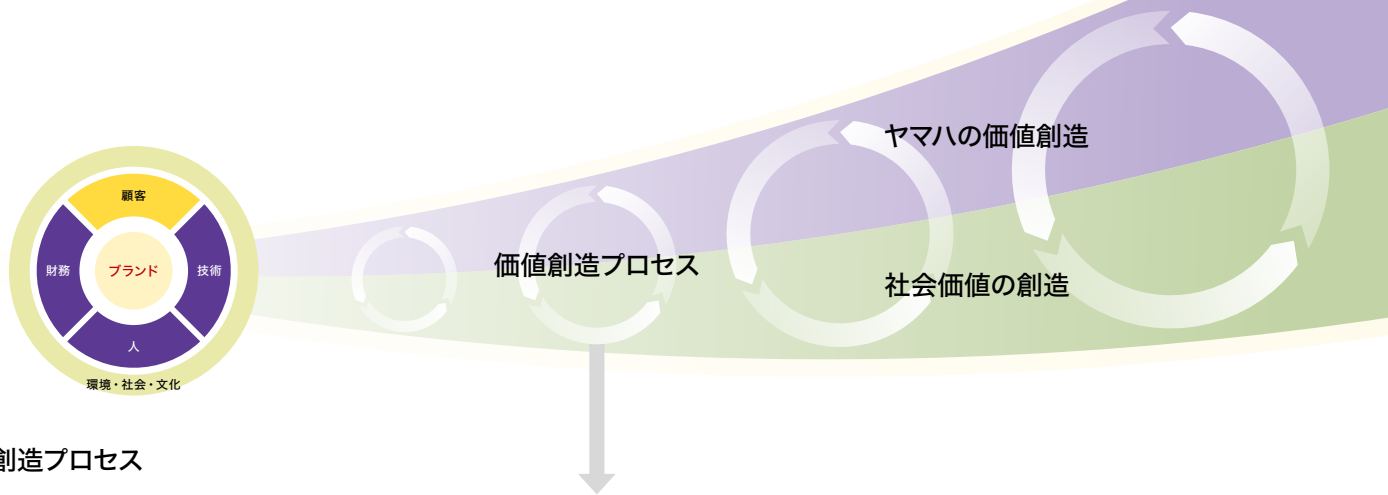 顧客
財務
ブランド
技術
人
環境・社会・文化
価値創造プロセス
ヤマハの価値創造
社会価値の創造
創造プロセス